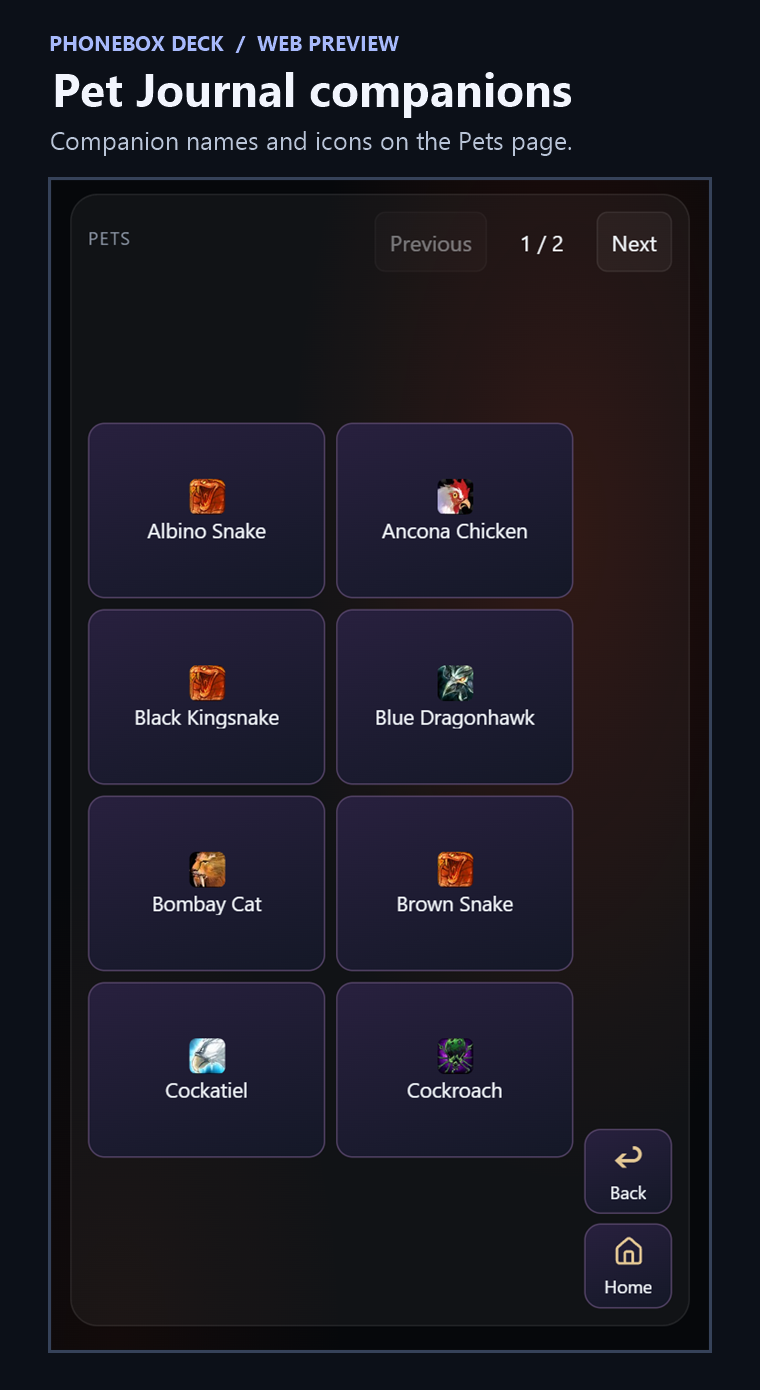 PHONEBOX DECK / WEB PREVIEW
Pet Journal companions
Companion names and icons on the Pets page.
PETS
Previous
1 / 2
Next
Albino Snake
Ancona Chicken
Black Kingsnake
Blue Dragonhawk
Bombay Cat
Brown Snake
Cockatiel
Cockroach
Back
Home